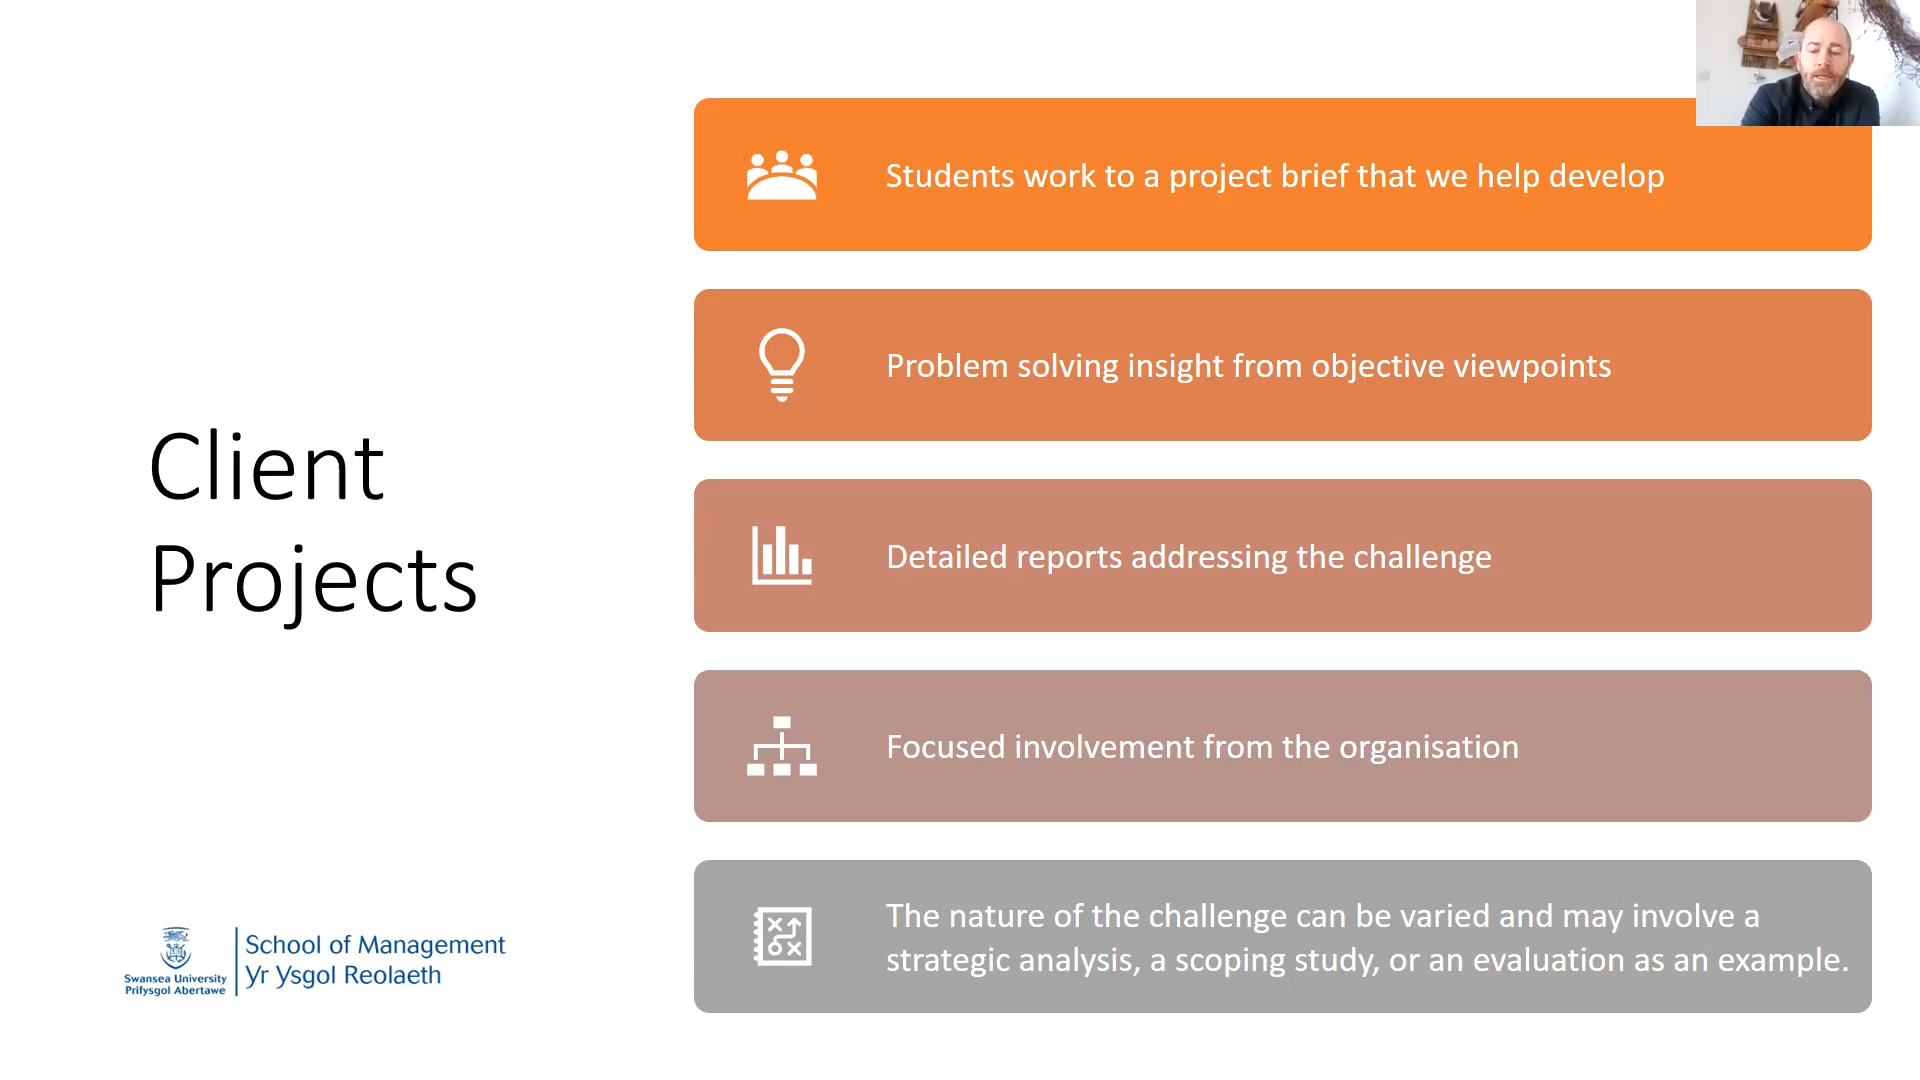 Client
Projects
Students work to a project brief that we help develop
Problem solving insight from objective viewpoints
Detailed reports addressing the challenge
Focused involvement from the organisation
The nature of the challenge can be varied and may involve a
strategic analysis, a scoping study, or an evaluation as an example.
Swansea University
Prifysgol Abertawe
School of Management
Yr Ysgol Reolaeth